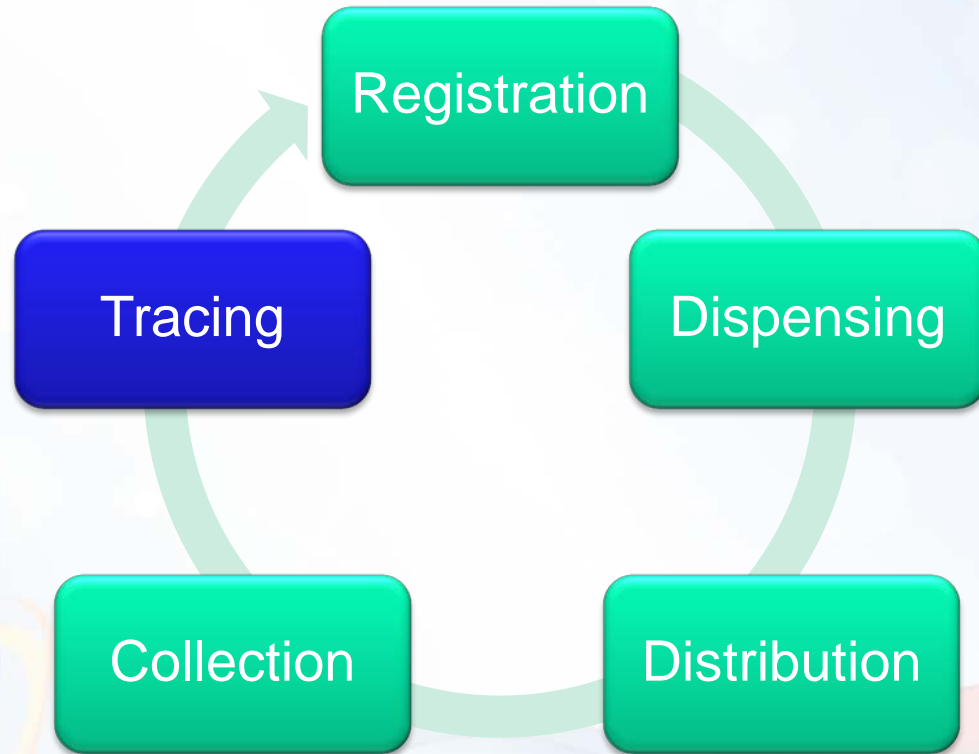 Registration
Dispensing
Distribution
Collection
Tracing